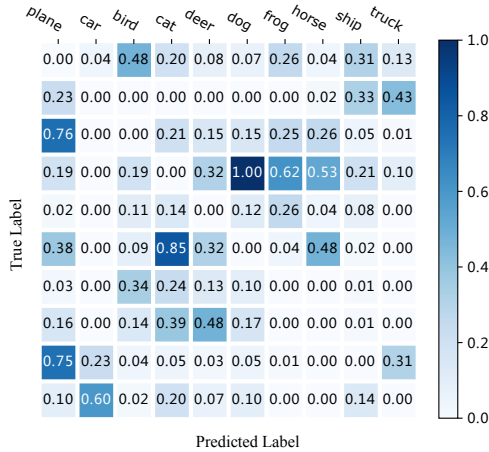 plane car bird cat deer dog frog horse ship truck
0.00 0.04 0.48 0.20 0.08 0.07 0.26 0.04 0.31 0.13
0.23 0.00 0.00 0.00 0.00 0.00 0.00 0.02 0.33 0.43
0.76 0.00 0.00 0.21 0.15 0.15 0.25 0.26 0.05 0.01
0.19 0.00 0.19 0.00 0.32 1.00 0.62 0.53 0.21 0.10
0.02 0.00 0.11 0.14 0.00 0.12 0.26 0.04 0.08 0.00
0.38 0.00 0.09 0.85 0.32 0.00 0.04 0.48 0.02 0.00
0.03 0.00 0.34 0.24 0.13 0.10 0.00 0.00 0.01 0.00
0.16 0.00 0.14 0.39 0.48 0.17 0.00 0.00 0.01 0.00
0.75 0.23 0.04 0.05 0.03 0.05 0.01 0.00 0.00 0.31
0.10 0.60 0.02 0.20 0.07 0.10 0.00 0.00 0.14 0.00
True Label
Predicted Label
1.0
0.8
0.6
0.4
0.2
0.0